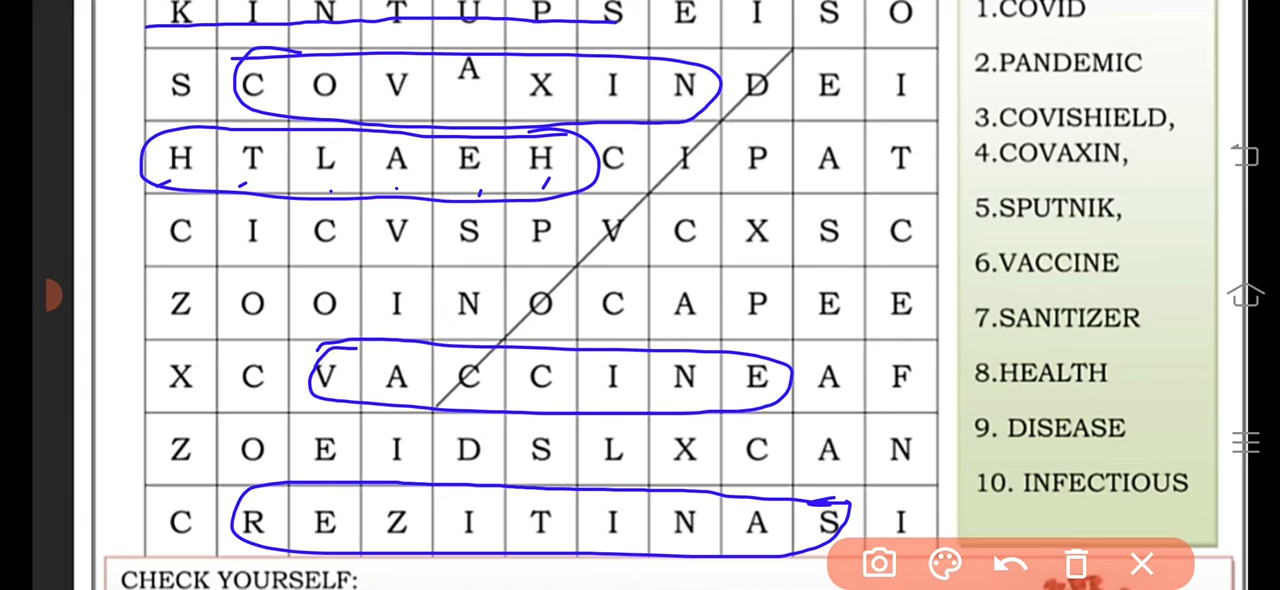 K I N T U P S E I S O
S C O V A X I N D E I
H T L A E H C I P A T
C I C V S P V C X S C
Z O O I N O C A P E E
X C V A C C I N E A F
Z O E I D S L X C A N
C R E Z I T I N A S I
1.COVID
2.PANDEMIC
3.COVISHIELD,
4.COVAXIN,
5.SPUTNIK,
6.VACCINE
7.SANITIZER
8.HEALTH
9. DISEASE
10. INFECTIOUS
CHECK YOURSELF: